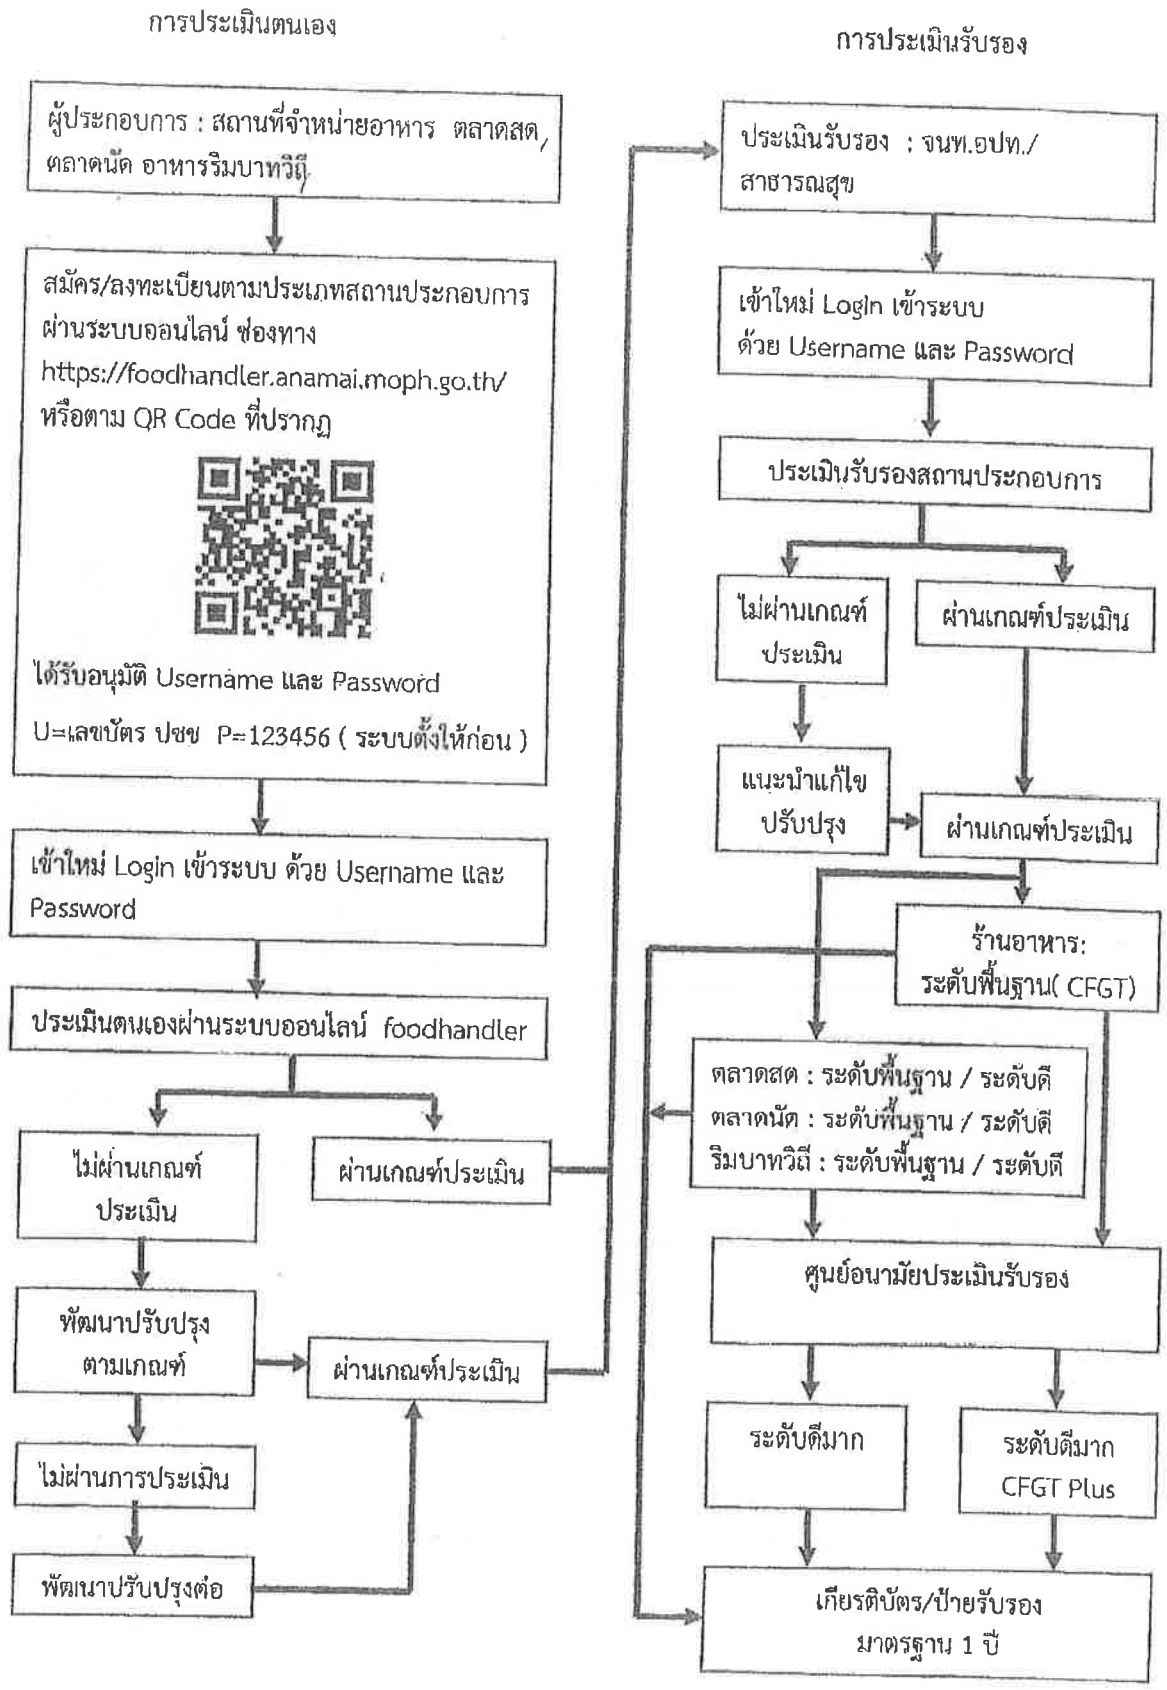 การประเมินตนเอง
ผู้ประกอบการ : สถานที่จำหน่ายอาหาร ตลาดสด,
ตลาดนัด อาหารริมบาทวิถี
สมัคร/ลงทะเบียนตามประเภทสถานประกอบการ
ผ่านระบบออนไลน์ ช่องทาง
https://foodhandler.anamai.moph.go.th/
หรือตาม QR Code ที่ปรากฏ
ได้รับอนุมัติ Username และ Password
U=เลขบัตร ปชช P=123456 ( ระบบตั้งให้ก่อน )
เข้าใหม่ Login เข้าระบบ ด้วย Username และ
Password
ประเมินตนเองผ่านระบบออนไลน์ foodhandler
ไม่ผ่านเกณฑ์
ประเมิน
ผ่านเกณฑ์ประเมิน
พัฒนาปรับปรุง
ตามเกณฑ์
ผ่านเกณฑ์ประเมิน
ไม่ผ่านการประเมิน
พัฒนาปรับปรุงต่อ
การประเมินรับรอง
ประเมินรับรอง : จนท.อปท./
สาธารณสุข
เข้าใหม่ Login เข้าระบบ
ด้วย Username และ Password
ประเมินรับรองสถานประกอบการ
ไม่ผ่านเกณฑ์
ประเมิน
ผ่านเกณฑ์ประเมิน
แนะนำแก้ไข
ปรับปรุง
ผ่านเกณฑ์ประเมิน
ร้านอาหาร:
ระดับพื้นฐาน( CFGT)
ตลาดสด : ระดับพื้นฐาน / ระดับดี
ตลาดนัด : ระดับพื้นฐาน / ระดับดี
ริมบาทวิถี : ระดับพื้นฐาน / ระดับดี
ศูนย์อนามัยประเมินรับรอง
ระดับดีมาก
ระดับดีมาก
CFGT Plus
เกียรติบัตร/ป้ายรับรอง
มาตรฐาน 1 ปี